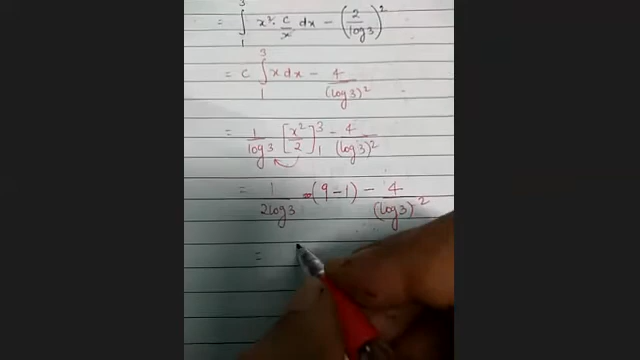 = ∫₁³ x². c/x dx − (2/log3)²
= c ∫₁³ x dx − 4/(log3)²
= 1/log3 [x²/2]₁³ − 4/(log3)²
= 1/2log3 (9−1) − 4/(log3)²
=